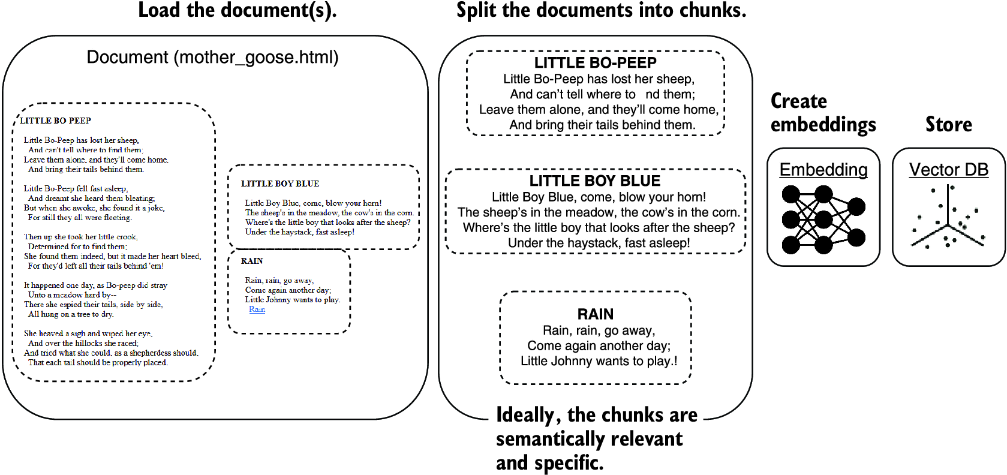 Load the document(s).
Document (mother_goose.html)
LITTLE BO PEEP
Little Bo-Peep has lost her sheep,
And can't tell where to find them;
Leave them alone, and they'll come home,
And bring their tails behind them.
Little Bo-Peep fell fast asleep,
And dreamt she heard them bleating;
But when she awoke, she found it a joke,
For still they all were fleeting.
Then up she took her little crook,
Determined for to find them;
She found them indeed, but it made her heart bleed,
For they'd left all their tails behind 'em!
It happened one day, as Bo-peep did stray
Unto a meadow hard by--
There she espied their tails, side by side,
All hung on a tree to dry.
She heaved a sigh and wiped her eye,
And over the hillocks she raced;
And tried what she could, as a shepherdess should,
That each tail should be properly placed.
LITTLE BOY BLUE
Little Boy Blue, come, blow your horn!
The sheep's in the meadow, the cow's in the corn.
Where's the little boy that looks after the sheep?
Under the haystack, fast asleep!
RAIN
Rain, rain, go away,
Come again another day;
Little Johnny wants to play.
Rain
Split the documents into chunks.
LITTLE BO-PEEP
Little Bo-Peep has lost her sheep,
And can't tell where to nd them;
Leave them alone, and they'll come home,
And bring their tails behind them.
LITTLE BOY BLUE
Little Boy Blue, come, blow your horn!
The sheep's in the meadow, the cow's in the corn.
Where's the little boy that looks after the sheep?
Under the haystack, fast asleep!
RAIN
Rain, rain, go away,
Come again another day;
Little Johnny wants to play.!
Ideally, the chunks are
semantically relevant
and specific.
Create
embeddings
Embedding
Store
Vector DB